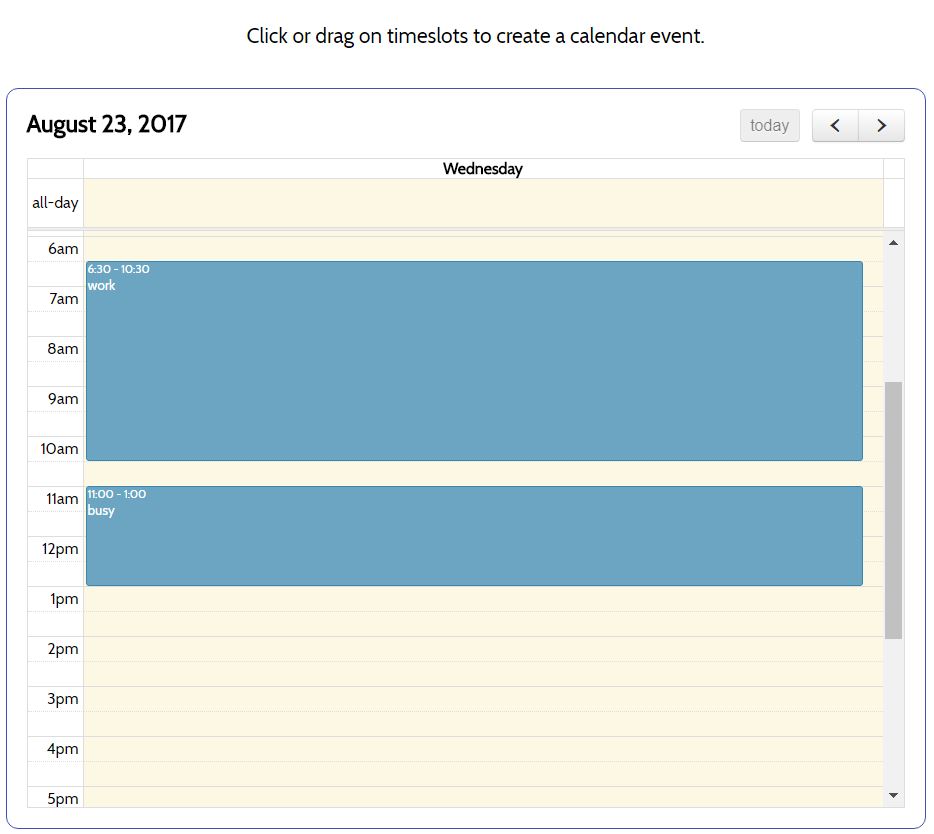 Click or drag on timeslots to create a calendar event.
August 23, 2017
today
Wednesday
all-day
6am
6:30 - 10:30
work
7am
8am
9am
10am
11am
11:00 - 1:00
busy
12pm
1pm
2pm
3pm
4pm
5pm